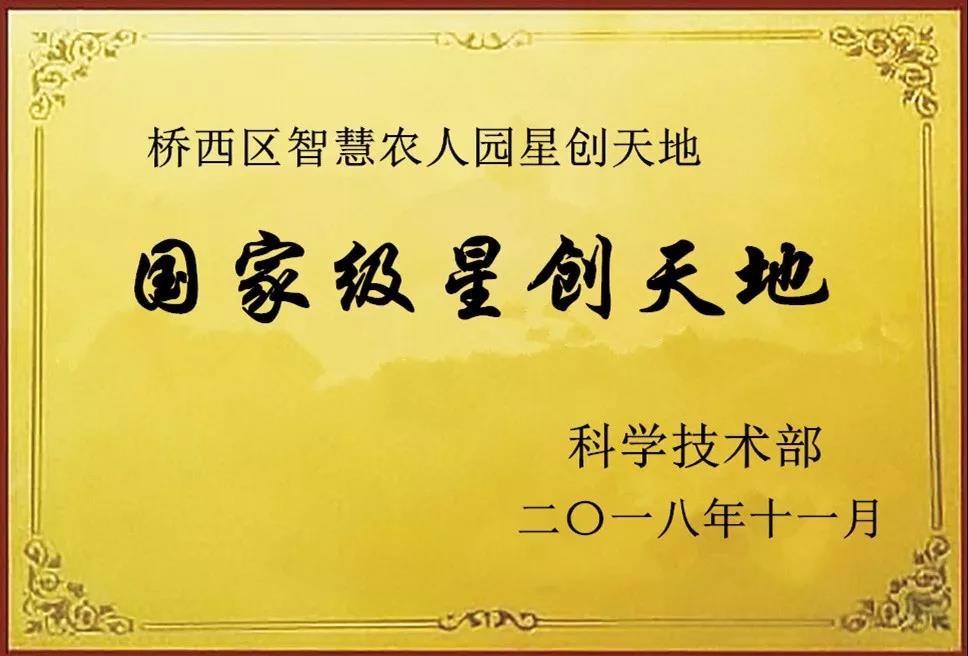 桥西区智慧农人园星创天地
国家级星创天地
科学技术部
二〇一八年十一月